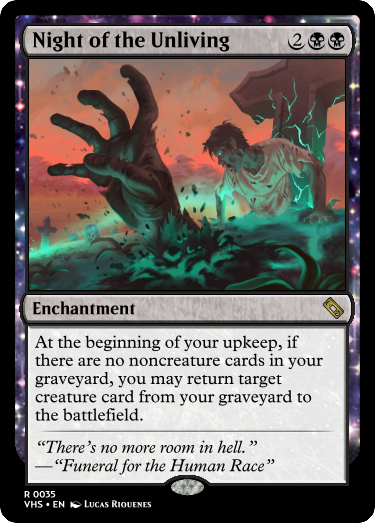 Night of the Unliving 2
Enchantment
At the beginning of your upkeep, if
there are no noncreature cards in your
graveyard, you may return target
creature card from your graveyard to
the battlefield.
“There’s no more room in hell.”
—“Funeral for the Human Race”
R 0035
VHS • EN Lucas Riquenes